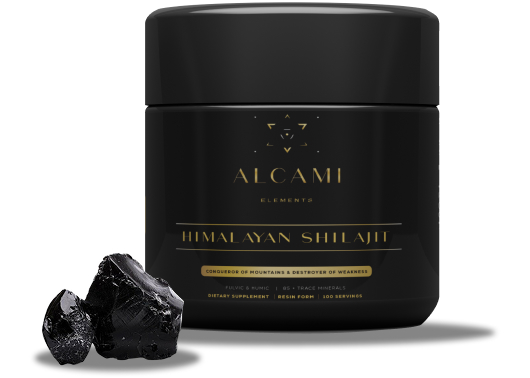 ALCAMI
ELEMENTS
HIMALAYAN SHILAJIT
CONQUEROR OF MOUNTAINS & DESTROYER OF WEAKNESS
FULVIC & HUMIC | 85 + TRACE MINERALS
DIETARY SUPPLEMENT | RESIN FORM | 100 SERVINGS